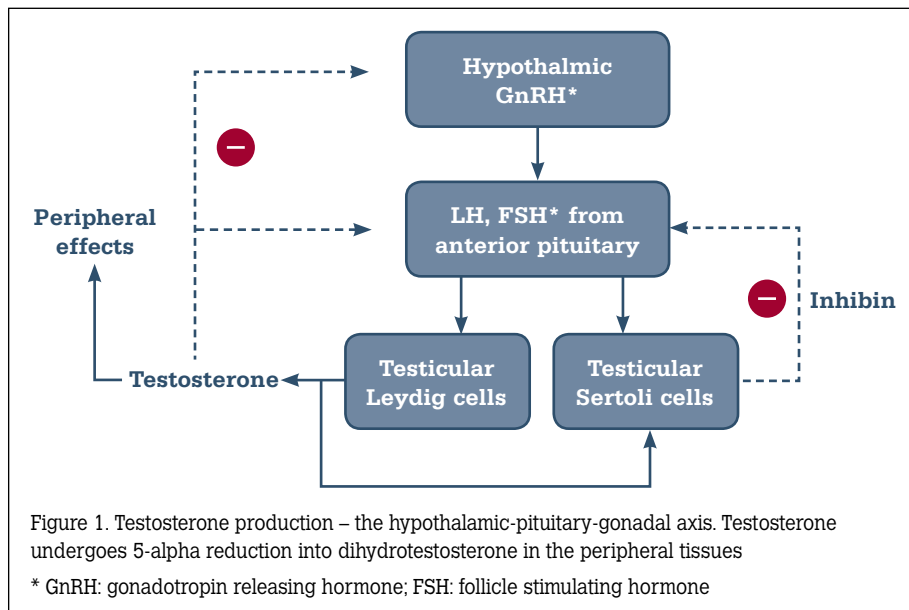 Hypothalmic
GnRH*
−
LH, FSH* from
anterior pituitary
Peripheral
effects
−
Inhibin
Testosterone
Testicular
Leydig cells
Testicular
Sertoli cells
Figure 1. Testosterone production – the hypothalamic-pituitary-gonadal axis. Testosterone
undergoes 5-alpha reduction into dihydrotestosterone in the peripheral tissues
* GnRH: gonadotropin releasing hormone; FSH: follicle stimulating hormone